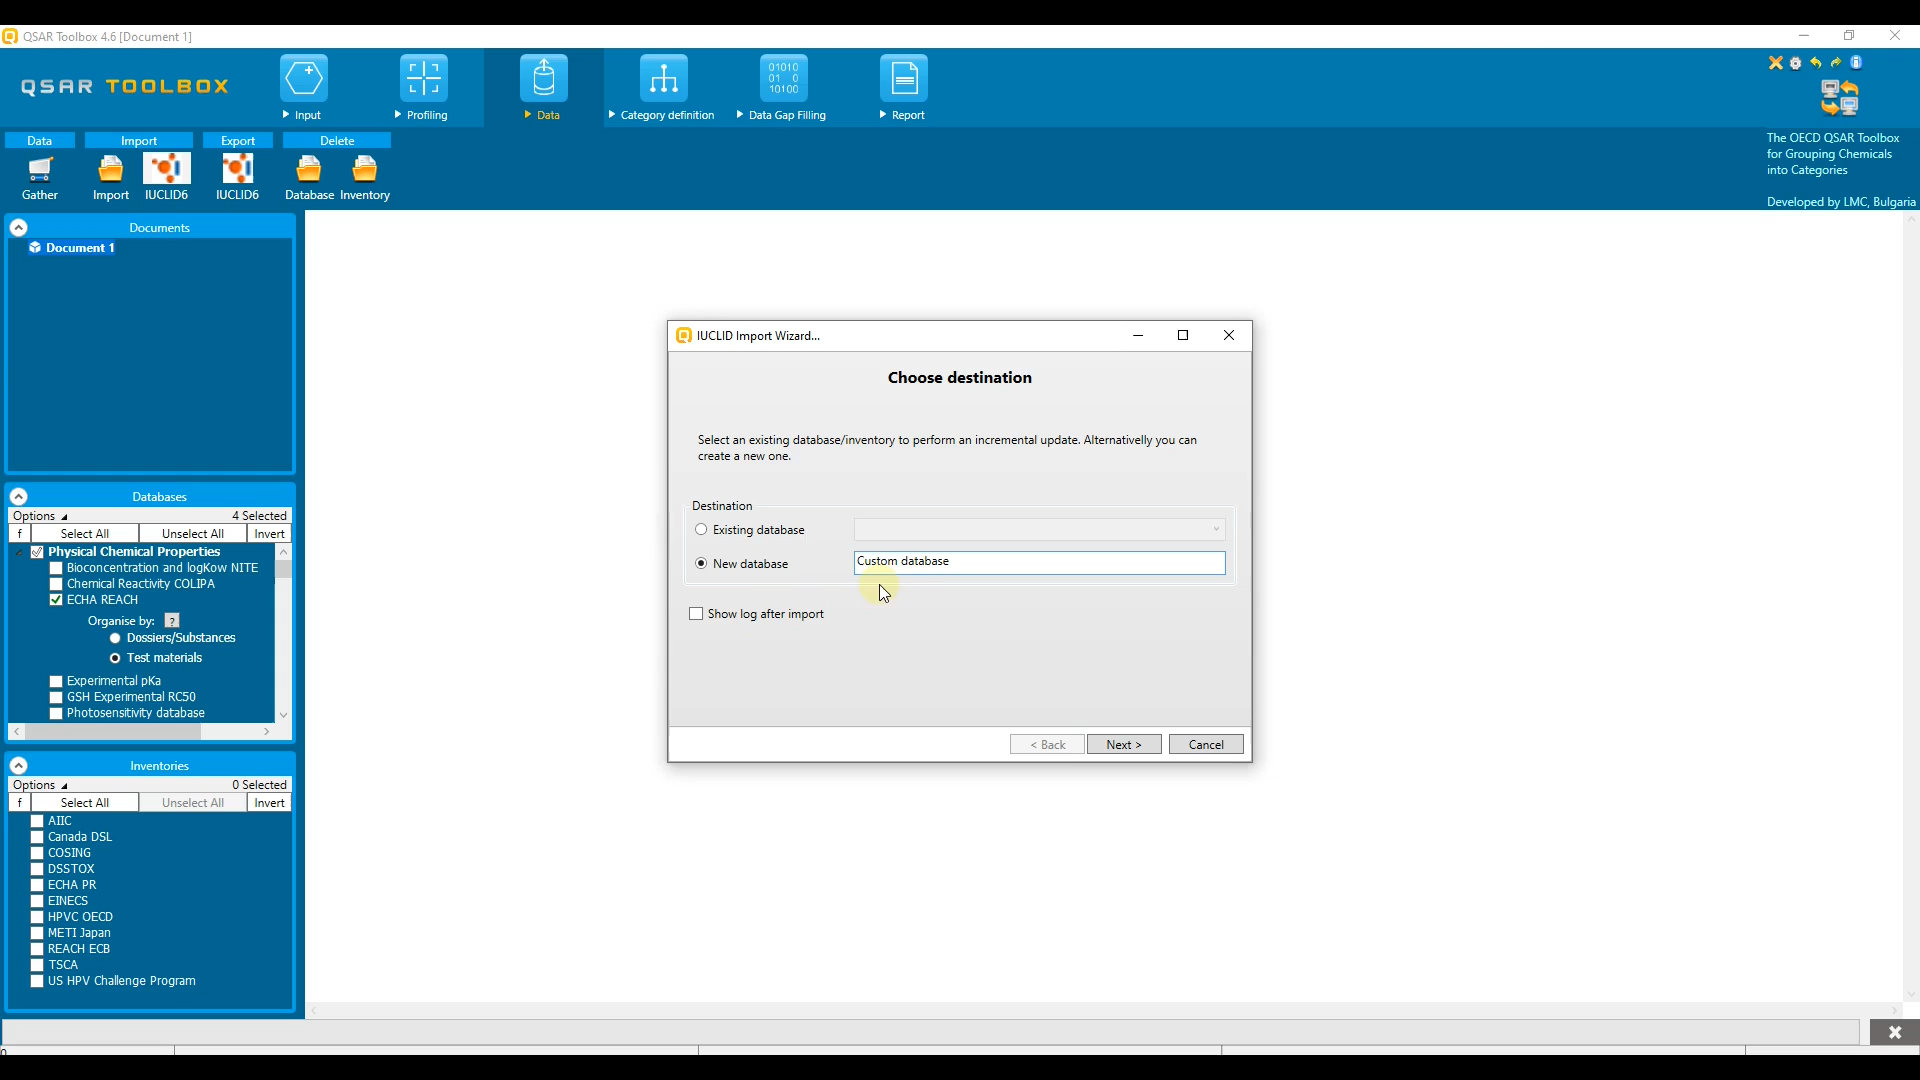 QSAR Toolbox 4.6 [Document 1]
QSAR TOOLBOX
Input
Profiling
Data
Category definition
01010
01 0
10100
Data Gap Filling
Report
Data
Import
Export
Delete
Gather
Import
IUCLID6
IUCLID6
Database
Inventory
The OECD QSAR Toolbox
for Grouping Chemicals
into Categories
Developed by LMC, Bulgaria
Documents
Document 1
Databases
Options
4 Selected
f
Select All
Unselect All
Invert
Physical Chemical Properties
Bioconcentration and logKow NITE
Chemical Reactivity COLIPA
ECHA REACH
Organise by: ?
Dossiers/Substances
Test materials
Experimental pKa
GSH Experimental RC50
Photosensitivity database
Inventories
Options
0 Selected
f
Select All
Unselect All
Invert
AIIC
Canada DSL
COSING
DSSTOX
ECHA PR
EINECS
HPVC OECD
METI Japan
REACH ECB
TSCA
US HPV Challenge Program
IUCLID Import Wizard...
Choose destination
Select an existing database/inventory to perform an incremental update. Alternativelly you can
create a new one.
Destination
Existing database
New database
Custom database
Show log after import
< Back
Next >
Cancel
0